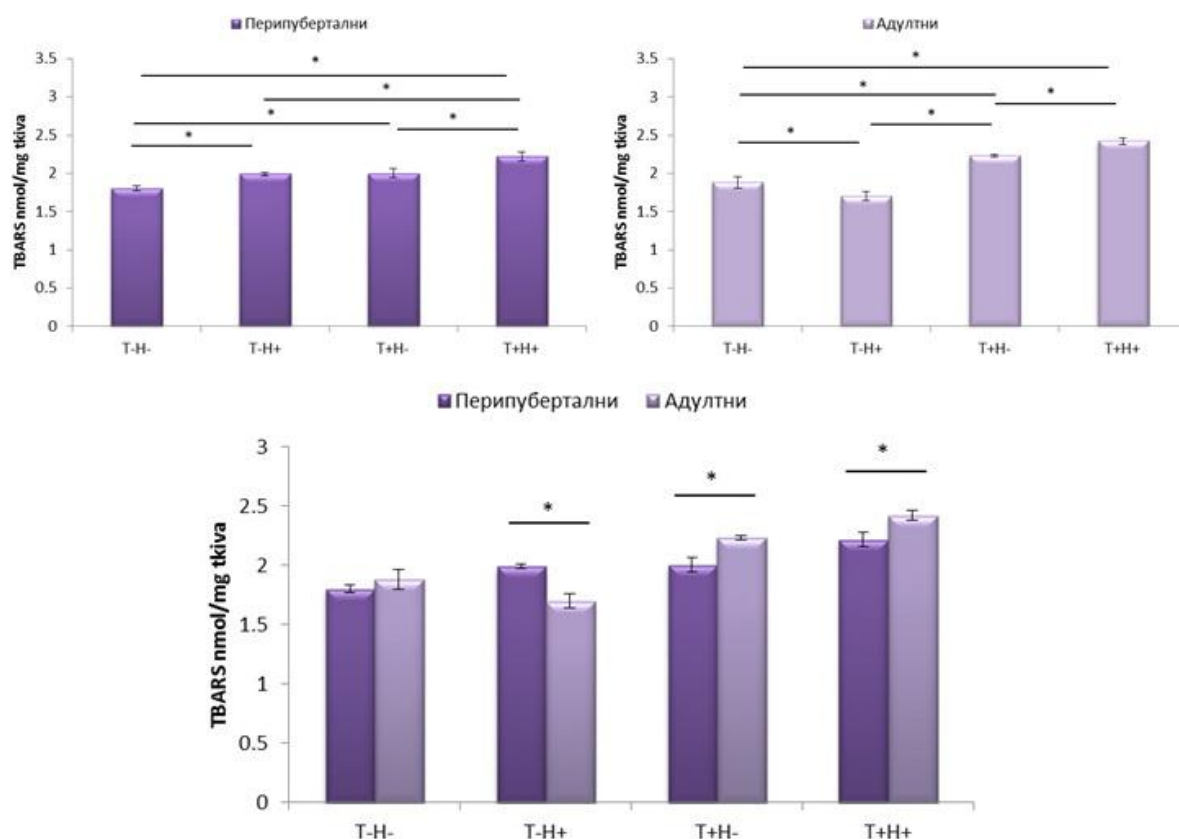 Перипубертални
TBARS nmol/mg tkiva
3.5
3
2.5
2
1.5
1
0.5
0
*
*
*
*
*
T-H-
T-H+
T+H-
T+H+
Адултни
TBARS nmol/mg tkiva
3.5
3
2.5
2
1.5
1
0.5
0
*
*
*
*
*
T-H-
T-H+
T+H-
T+H+
Перипубертални Адултни
TBARS nmol/mg tkiva
3
2.5
2
1.5
1
0.5
0
*
*
*
T-H-
T-H+
T+H-
T+H+